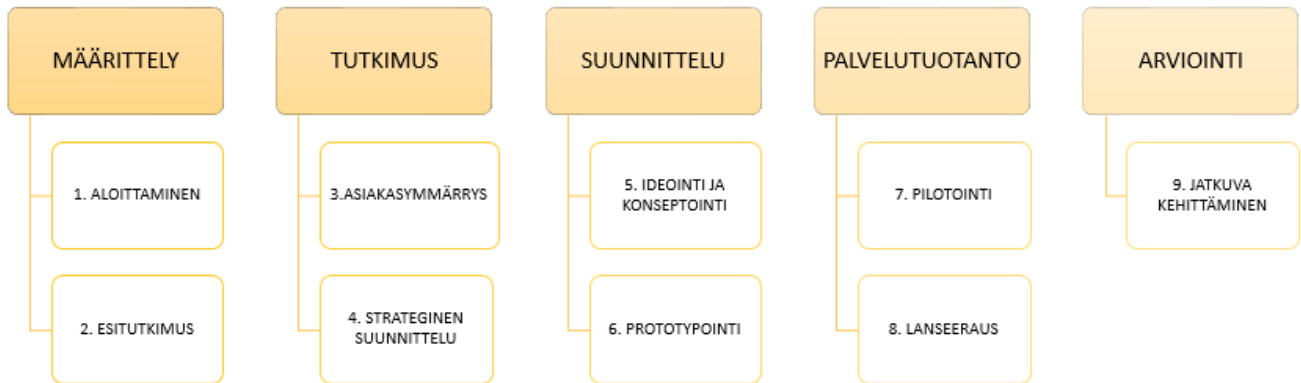 MÄÄRITTELY
1. ALOITTAMINEN
2. ESITUTKIMUS
TUTKIMUS
3.ASIAKASYMMÄRRYS
4. STRATEGINEN
SUUNNITTELU
SUUNNITTELU
5. IDEOINTI JA
KONSEPTOINTI
6. PROTOTYPOINTI
PALVELUTUOTANTO
7. PILOTOINTI
8. LANSEERAUS
ARVIOINTI
9. JATKUVA
KEHITTÄMINEN